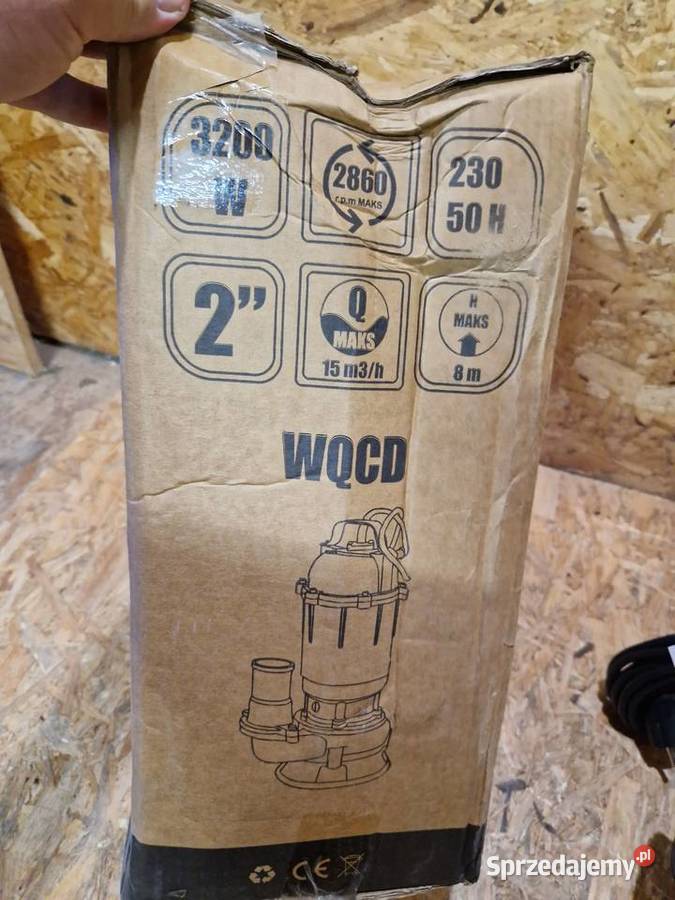 3200
W
2860
r.p.m MAKS
230
50 H
2”
Q
MAKS
15 m3/h
H
MAKS
8 m
WQCD
CE
Sprzedajemy.pl